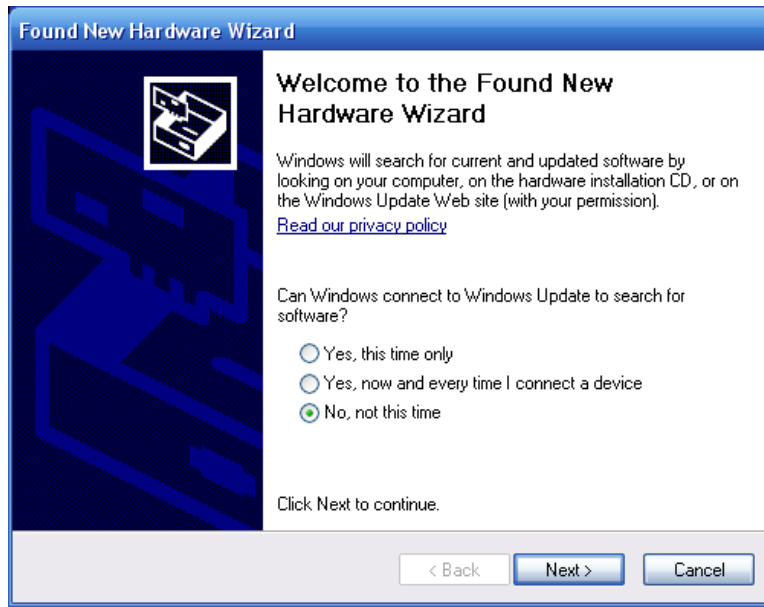 Found New Hardware Wizard
Welcome to the Found New
Hardware Wizard
Windows will search for current and updated software by
looking on your computer, on the hardware installation CD, or on
the Windows Update Web site (with your permission).
Read our privacy policy
Can Windows connect to Windows Update to search for
software?
Yes, this time only
Yes, now and every time I connect a device
No, not this time
Click Next to continue.
< Back
Next >
Cancel